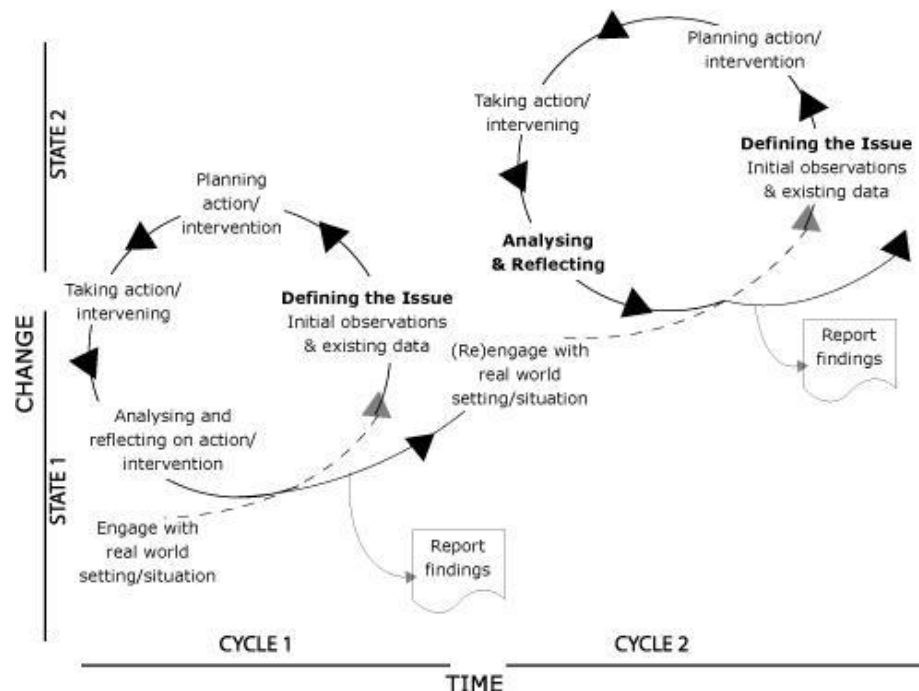 CHANGE
STATE 2
STATE 1
Planning
action/
intervention
Taking action/
intervening
Analysing and
reflecting on action/
intervention
Defining the Issue
Initial observations
& existing data
Engage with
real world
setting/situation
Report
findings
(Re)engage with
real world
setting/situation
Planning action/
intervention
Taking action/
intervening
Analysing
& Reflecting
Defining the Issue
Initial observations
& existing data
Report
findings
CYCLE 1
CYCLE 2
TIME